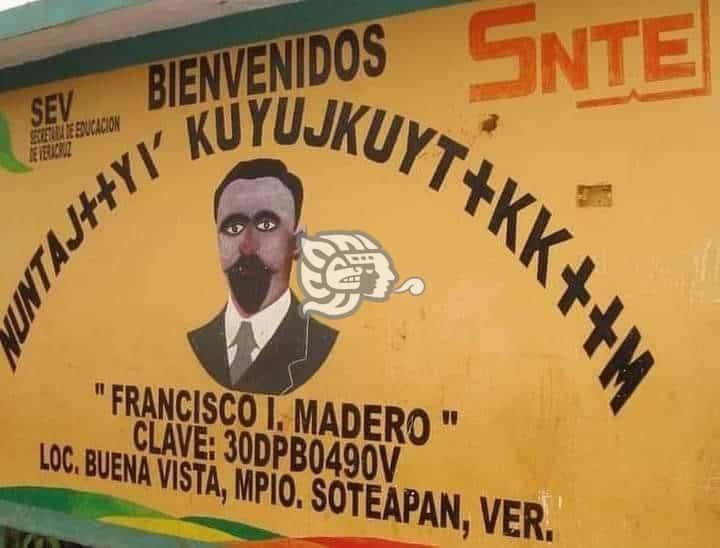 BIENVENIDOS
SNTE
SEV
SECRETARIA DE EDUCACION
DE VERACRUZ
NUNTAJ++YI' KUYUJKUYT+KK++M
" FRANCISCO I. MADERO "
CLAVE: 30DPB0490V
LOC. BUENA VISTA, MPIO. SOTEAPAN, VER.